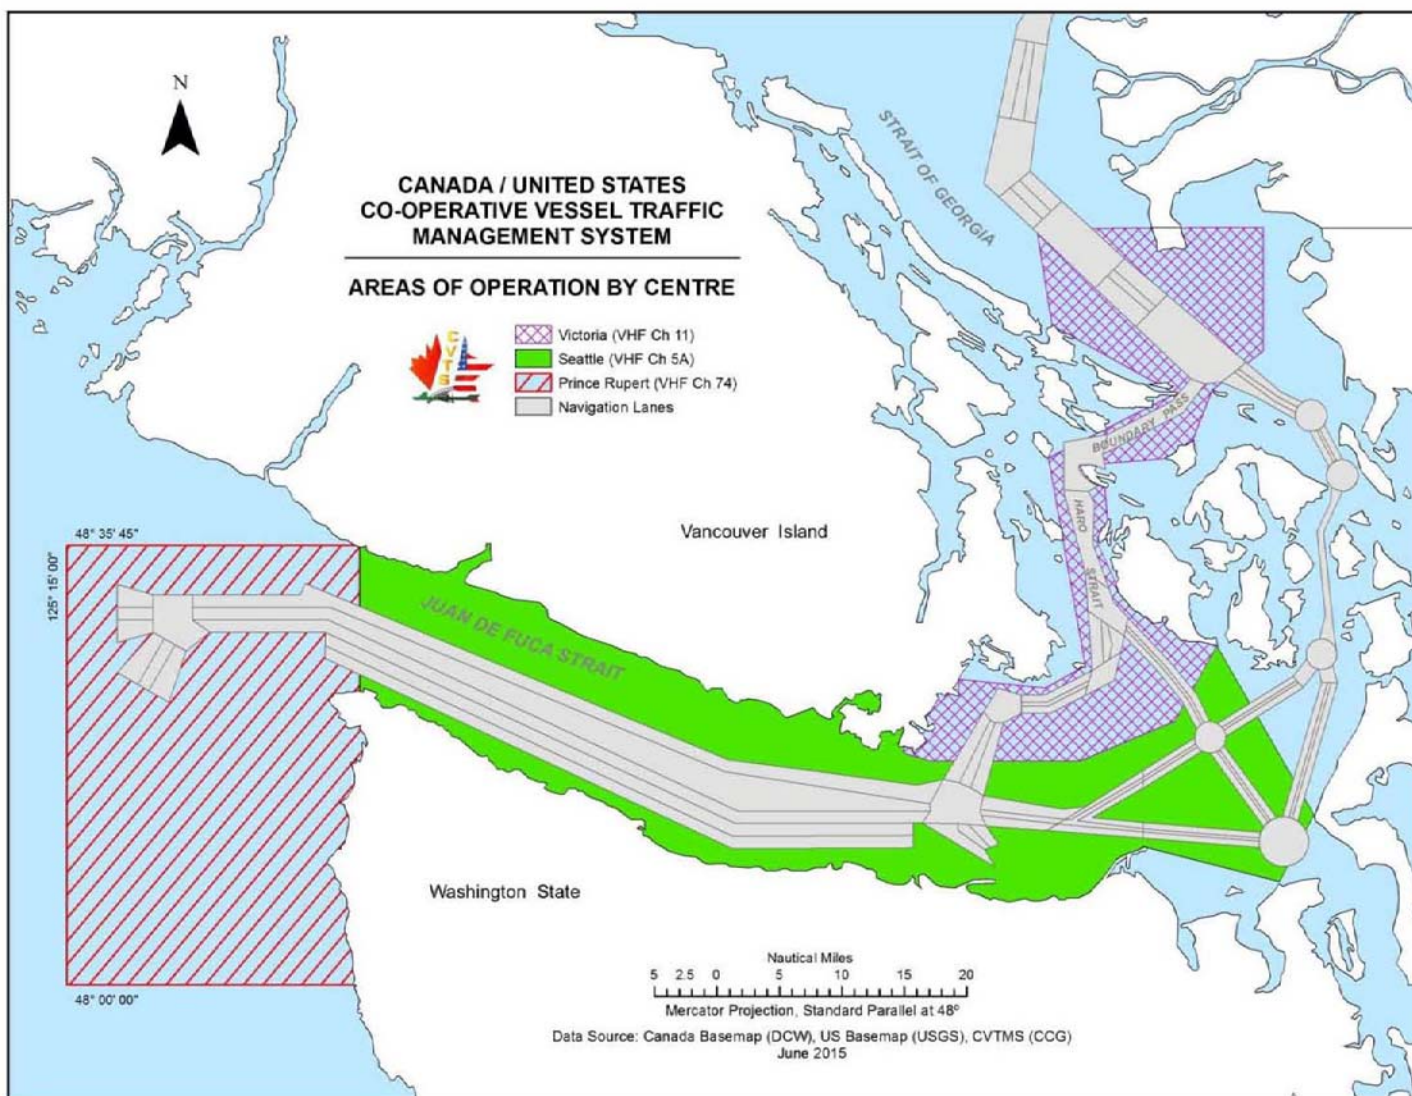 N
CANADA / UNITED STATES
CO-OPERATIVE VESSEL TRAFFIC
MANAGEMENT SYSTEM
AREAS OF OPERATION BY CENTRE
CVTS
Victoria (VHF Ch 11)
Seattle (VHF Ch 5A)
Prince Rupert (VHF Ch 74)
Navigation Lanes
STRAIT OF GEORGIA
BOUNDARY PASS
HARO STRAIT
Vancouver Island
48° 35' 45"
125° 15' 00"
JUAN DE FUCA STRAIT
Washington State
48° 00' 00"
Nautical Miles
5 2.5 0 5 10 15 20
Mercator Projection, Standard Parallel at 48º
Data Source: Canada Basemap (DCW), US Basemap (USGS), CVTMS (CCG)
June 2015